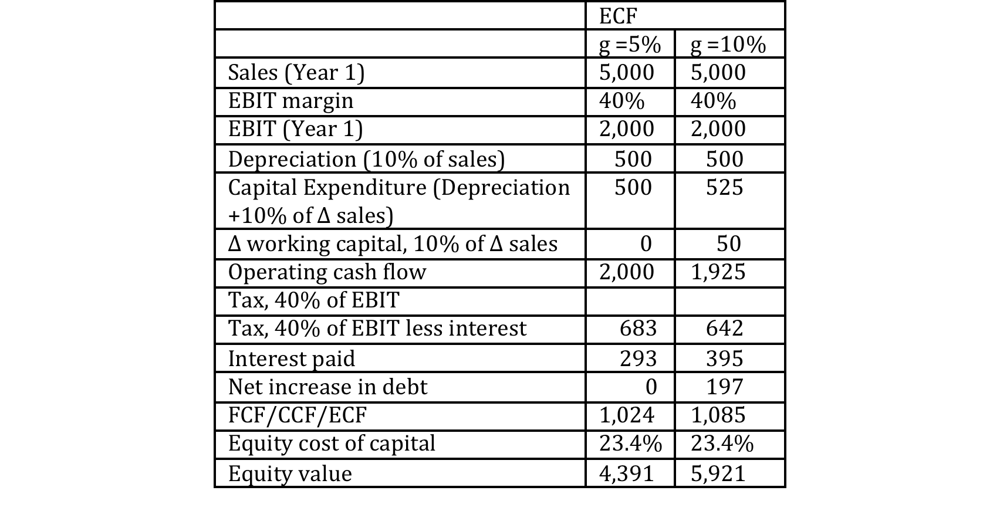 ECF
g =5% g =10%
Sales (Year 1) 5,000 5,000
EBIT margin 40% 40%
EBIT (Year 1) 2,000 2,000
Depreciation (10% of sales) 500 500
Capital Expenditure (Depreciation 500 525
+10% of Δ sales)
Δ working capital, 10% of Δ sales 0 50
Operating cash flow 2,000 1,925
Tax, 40% of EBIT
Tax, 40% of EBIT less interest 683 642
Interest paid 293 395
Net increase in debt 0 197
FCF/CCF/ECF 1,024 1,085
Equity cost of capital 23.4% 23.4%
Equity value 4,391 5,921